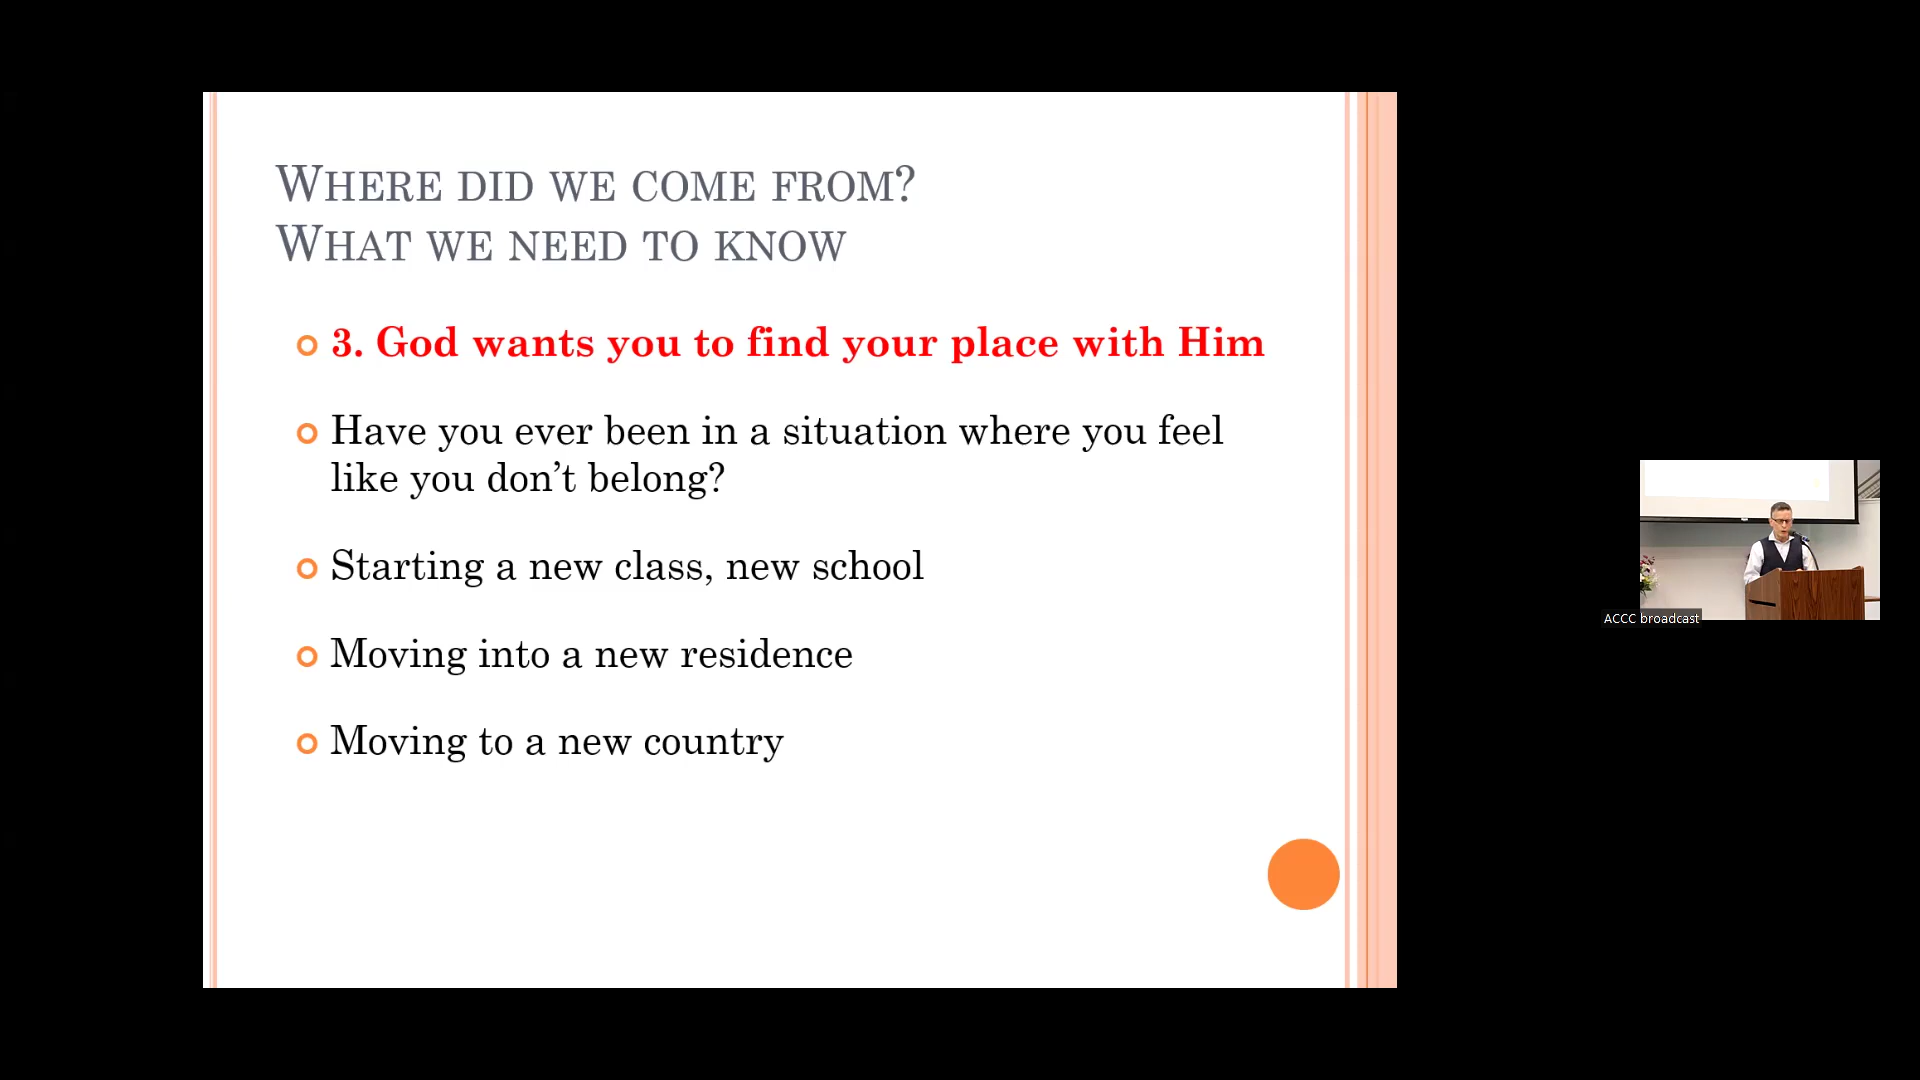 Where did we come from?
What we need to know
3. God wants you to find your place with Him
Have you ever been in a situation where you feel
like you don’t belong?
Starting a new class, new school
Moving into a new residence
Moving to a new country
ACCC broadcast